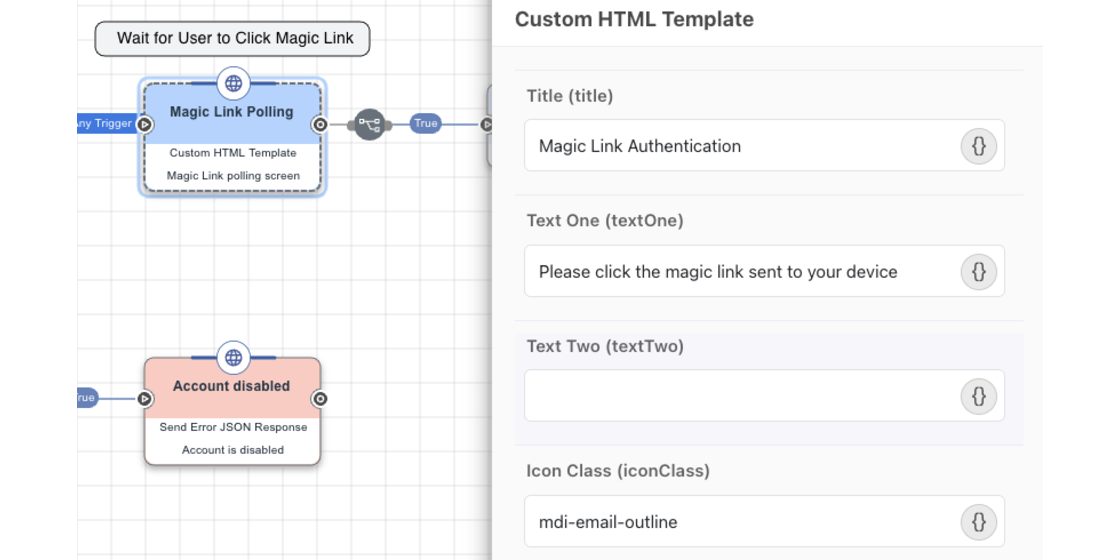 Wait for User to Click Magic Link
Magic Link Polling
ny Trigger
True
Custom HTML Template
Magic Link polling screen
Account disabled
rue
Send Error JSON Response
Account is disabled
Custom HTML Template
Title (title)
Magic Link Authentication
{}
Text One (textOne)
Please click the magic link sent to your device
{}
Text Two (textTwo)
{}
Icon Class (iconClass)
mdi-email-outline
{}